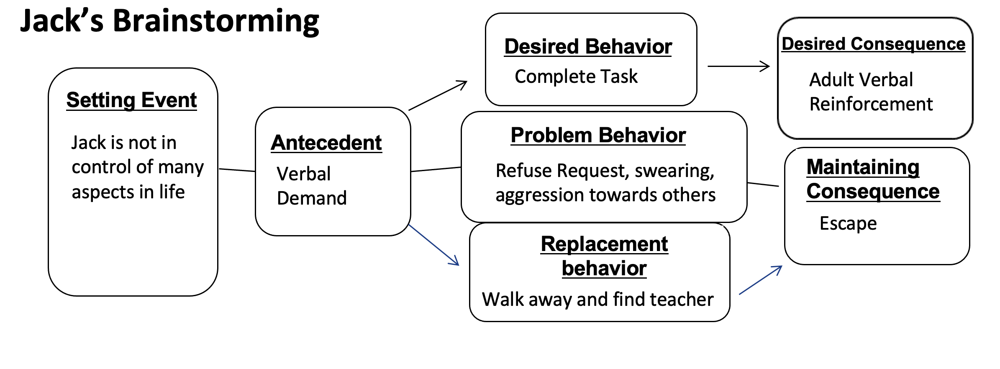 Jack’s Brainstorming
Setting Event
Jack is not in
control of many
aspects in life
Antecedent
Verbal
Demand
Desired Behavior
Complete Task
Problem Behavior
Refuse Request, swearing,
aggression towards others
Replacement
behavior
Walk away and find teacher
Desired Consequence
Adult Verbal
Reinforcement
Maintaining
Consequence
Escape